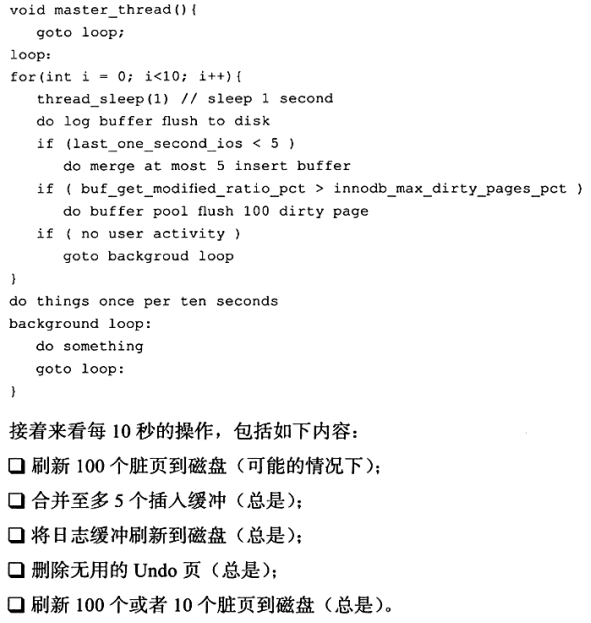 void master_thread(){
goto loop;
loop:
for(int i = 0; i<10; i++){
thread_sleep(1) // sleep 1 second
do log buffer flush to disk
if (last_one_second_ios < 5 )
do merge at most 5 insert buffer
if ( buf_get_modified_ratio_pct > innodb_max_dirty_pages_pct )
do buffer pool flush 100 dirty page
if ( no user activity )
goto backgroud loop
}
do things once per ten seconds
background loop:
do something
goto loop:
}
接着来看每 10 秒的操作，包括如下内容：
❑ 刷新 100 个脏页到磁盘（可能的情况下）；
❑ 合并至多 5 个插入缓冲（总是）；
❑ 将日志缓冲刷新到磁盘（总是）；
❑ 删除无用的 Undo 页（总是）；
❑ 刷新 100 个或者 10 个脏页到磁盘（总是）。